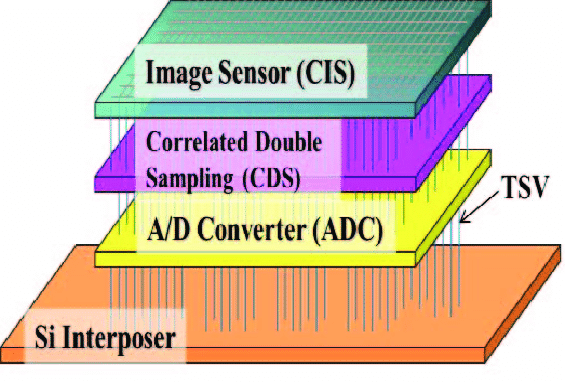 Image Sensor (CIS)
Correlated Double
Sampling (CDS)
TSV
A/D Converter (ADC)
Si Interposer